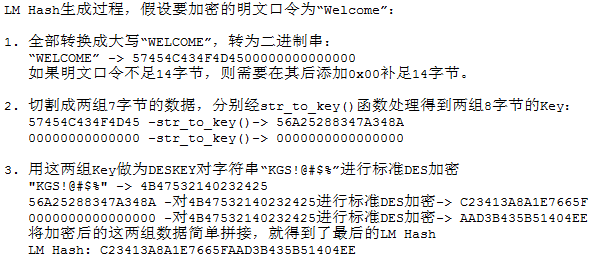 LM Hash生成过程，假设要加密的明文口令为“Welcome”：
1. 全部转换成大写“WELCOME”，转为二进制串：
“WELCOME” -> 57454C434F4D4500000000000000
如果明文口令不足14字节，则需要在其后添加0x00补足14字节。
2. 切割成两组7字节的数据，分别经str_to_key()函数处理得到两组8字节的Key：
57454C434F4D45 -str_to_key()-> 56A25288347A348A
00000000000000 -str_to_key()-> 0000000000000000
3. 用这两组Key做为DESKEY对字符串“KGS!@#$%”进行标准DES加密
"KGS!@#$%" -> 4B47532140232425
56A25288347A348A -对4B47532140232425进行标准DES加密-> C23413A8A1E7665F
0000000000000000 -对4B47532140232425进行标准DES加密-> AAD3B435B51404EE
将加密后的这两组数据简单拼接，就得到了最后的LM Hash
LM Hash: C23413A8A1E7665FAAD3B435B51404EE